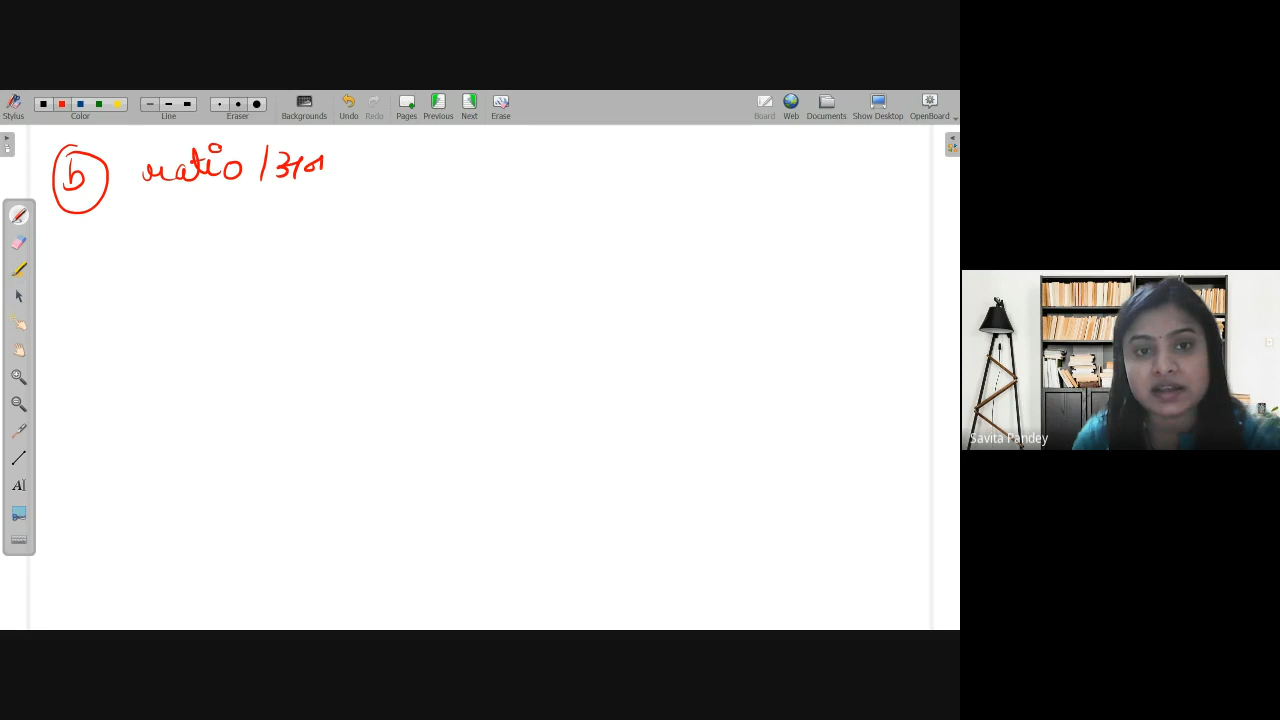 Stylus Color Line Eraser Backgrounds Undo Redo Pages Previous Next Erase Board Web Documents Show Desktop OpenBoard
b ratio / अन
Savita Pandey